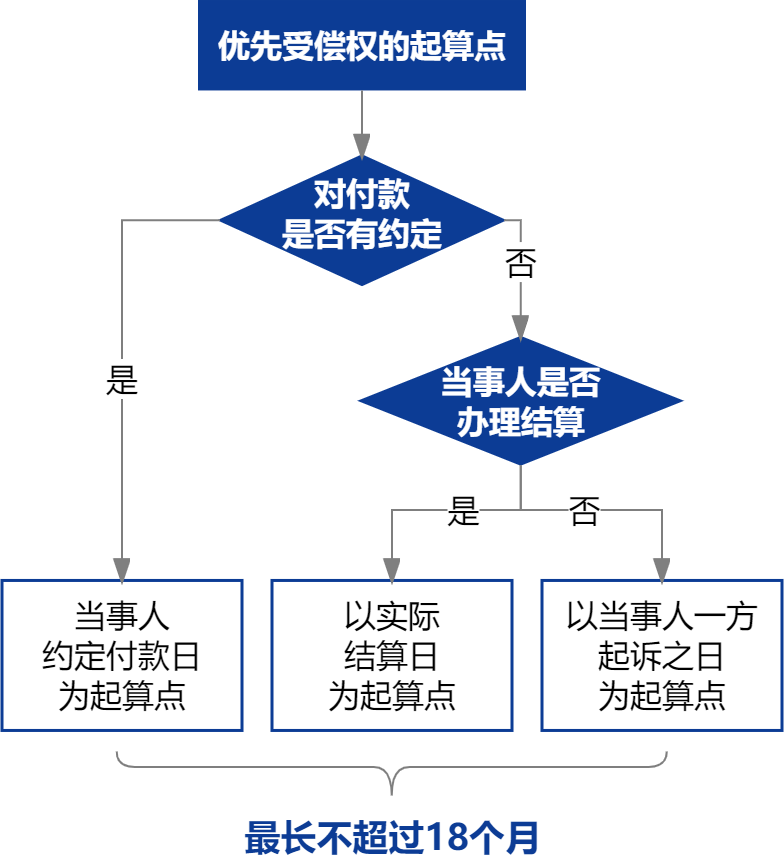 优先受偿权的起算点
对付款
是否有约定
否
是
当事人是否
办理结算
是
否
当事人
约定付款日
为起算点
以实际
结算日
为起算点
以当事人一方
起诉之日
为起算点
最长不超过18个月